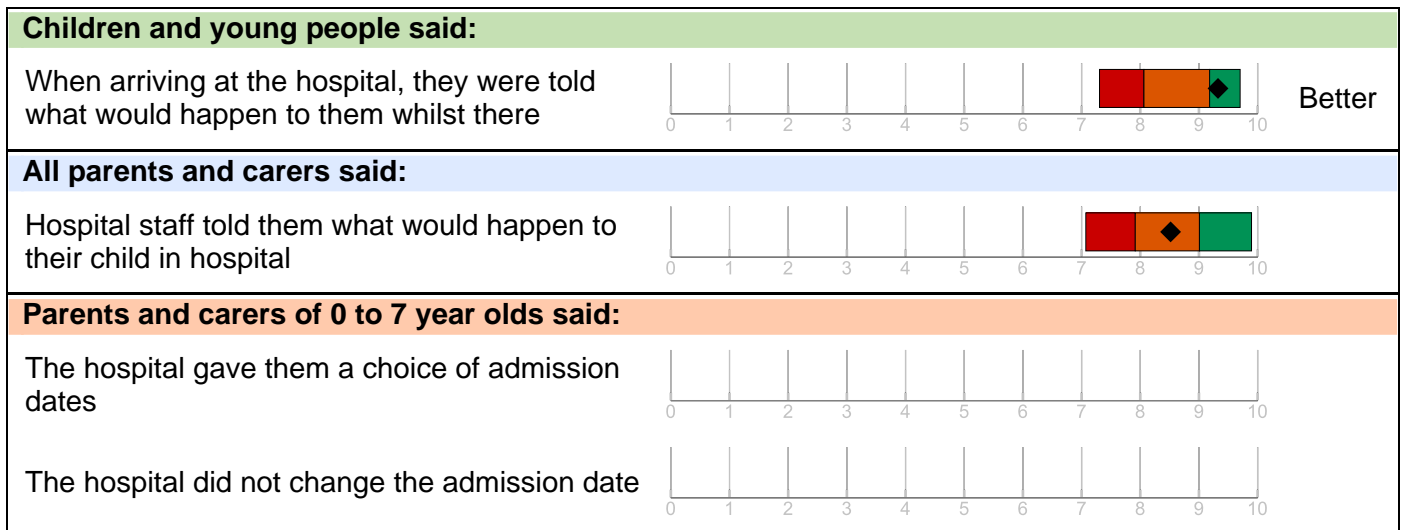 Children and young people said:
When arriving at the hospital, they were told
what would happen to them whilst there
0 1 2 3 4 5 6 7 8 9 10
Better
All parents and carers said:
Hospital staff told them what would happen to
their child in hospital
0 1 2 3 4 5 6 7 8 9 10
Parents and carers of 0 to 7 year olds said:
The hospital gave them a choice of admission
dates
0 1 2 3 4 5 6 7 8 9 10
The hospital did not change the admission date
0 1 2 3 4 5 6 7 8 9 10